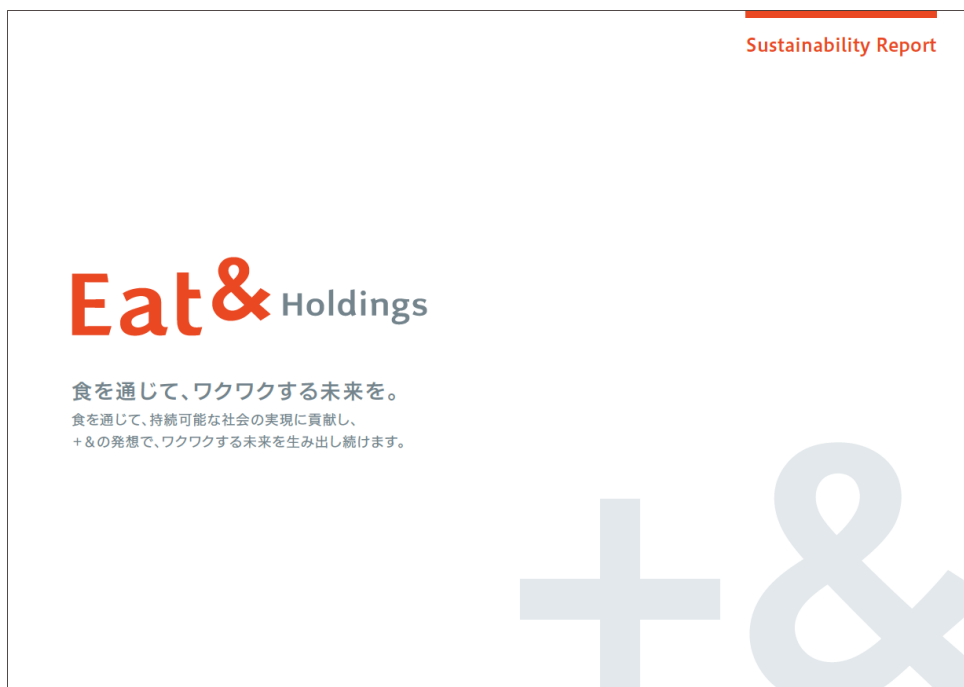 Sustainability Report
Eat& Holdings
食を通じて、ワクワクする未来を。
食を通じて、持続可能な社会の実現に貢献し、
+&の発想で、ワクワクする未来を生み出し続けます。
+&